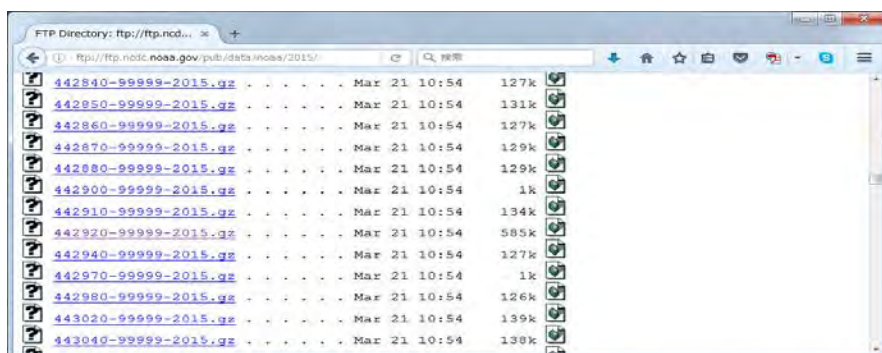 FTP Directory: ftp://ftp.ncd...
ftp://ftp.ncdc.noaa.gov/pub/data/noaa/2015/ 検索
442840-99999-2015.gz . . . . . . Mar 21 10:54 127k
442850-99999-2015.gz . . . . . . Mar 21 10:54 131k
442860-99999-2015.gz . . . . . . Mar 21 10:54 127k
442870-99999-2015.gz . . . . . . Mar 21 10:54 129k
442880-99999-2015.gz . . . . . . Mar 21 10:54 129k
442900-99999-2015.gz . . . . . . Mar 21 10:54 1k
442910-99999-2015.gz . . . . . . Mar 21 10:54 134k
442920-99999-2015.gz . . . . . . Mar 21 10:54 585k
442940-99999-2015.gz . . . . . . Mar 21 10:54 127k
442970-99999-2015.gz . . . . . . Mar 21 10:54 1k
442980-99999-2015.gz . . . . . . Mar 21 10:54 126k
443020-99999-2015.gz . . . . . . Mar 21 10:54 139k
443040-99999-2015.gz . . . . . . Mar 21 10:54 138k